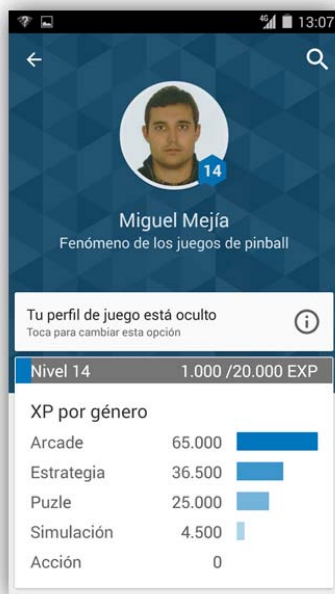 4G 13:07
14
Miguel Mejía
Fenómeno de los juegos de pinball
Tu perfil de juego está oculto
Toca para cambiar esta opción
Nivel 14 1.000 /20.000 EXP
XP por género
Arcade 65.000
Estrategia 36.500
Puzle 25.000
Simulación 4.500
Acción 0